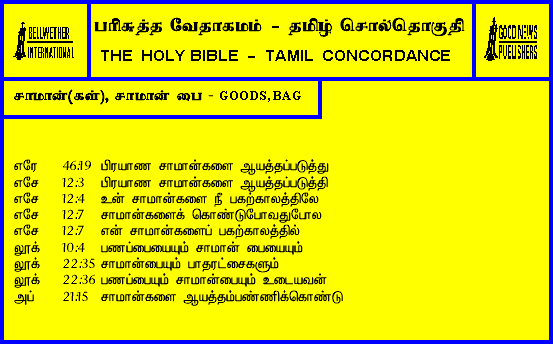 BELLWETHER
INTERNATIONAL
பரிசுத்த வேதாகமம் - தமிழ் சொல்தொகுதி
THE HOLY BIBLE - TAMIL CONCORDANCE
GOOD NEWS
PUBLISHERS
சாமான்(கள்), சாமான் பை - GOODS,BAG
எரே 46:19 பிரயாண சாமான்களை ஆயத்தப்படுத்து
எசே 12:3 பிரயாண சாமான்களை ஆயத்தப்படுத்தி
எசே 12:4 உன் சாமான்களை நீ பகற்காலத்திலே
எசே 12:7 சாமான்களைக் கொண்டுபோவதுபோல
எசே 12:7 என் சாமான்களைப் பகற்காலத்தில்
லூக் 10:4 பணப்பையையும் சாமான் பையையும்
லூக் 22:35 சாமான்பையும் பாதரட்சைகளும்
லூக் 22:36 பணப்பையும் சாமான்பையும் உடையவன்
அப் 21:15 சாமான்களை ஆயத்தம்பண்ணிக்கொண்டு